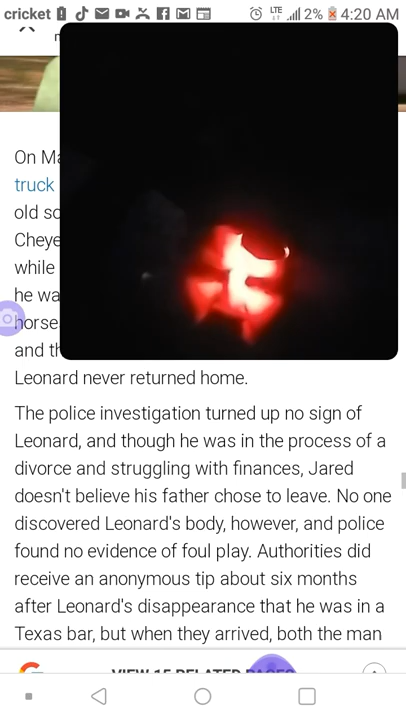 cricket LTE 2% 4:20 AM
On Ma
truck
old so
Cheye
while
he wa
horse
and th
Leonard never returned home.
The police investigation turned up no sign of
Leonard, and though he was in the process of a
divorce and struggling with finances, Jared
doesn't believe his father chose to leave. No one
discovered Leonard's body, however, and police
found no evidence of foul play. Authorities did
receive an anonymous tip about six months
after Leonard's disappearance that he was in a
Texas bar, but when they arrived, both the man
VIEW 15 RELATED PAGES